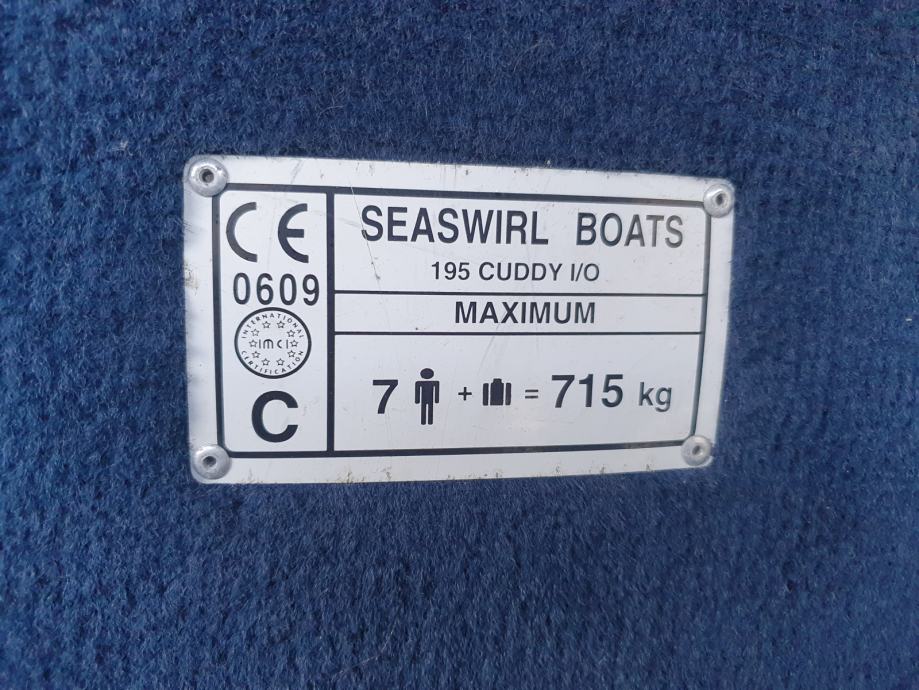 CE
0609
INTERNATIONAL
IMCI
CERTIFICATION
C
SEASWIRL BOATS
195 CUDDY I/O
MAXIMUM
7 + = 715 kg